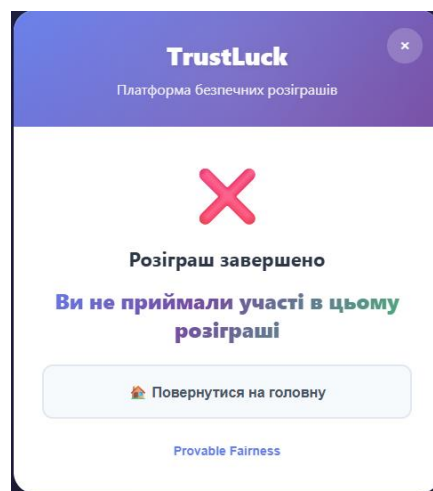 TrustLuck
×
Платформа безпечних розіграшів
Розіграш завершено
Ви не приймали участі в цьому
розіграші
Повернутися на головну
Provable Fairness